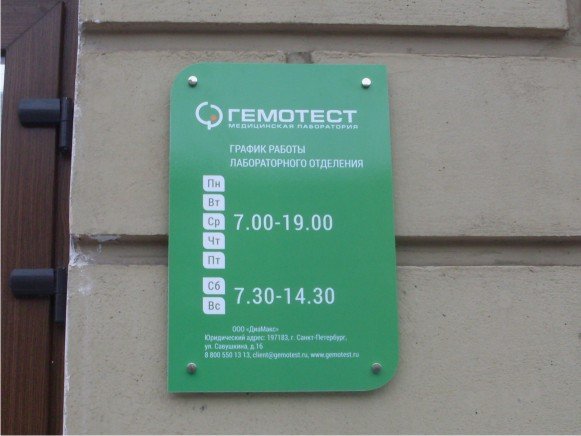 ГЕМОТЕСТ
МЕДИЦИНСКАЯ ЛАБОРАТОРИЯ
ГРАФИК РАБОТЫ
ЛАБОРАТОРНОГО ОТДЕЛЕНИЯ
Пн
Вт
Ср
Чт
Пт
7.00-19.00
Сб
Вс
7.30-14.30
ООО «ДиаМакс»
Юридический адрес: 197183, г. Санкт-Петербург,
ул. Савушкина, д.16
8 800 550 13 13, client@gemotest.ru, www.gemotest.ru